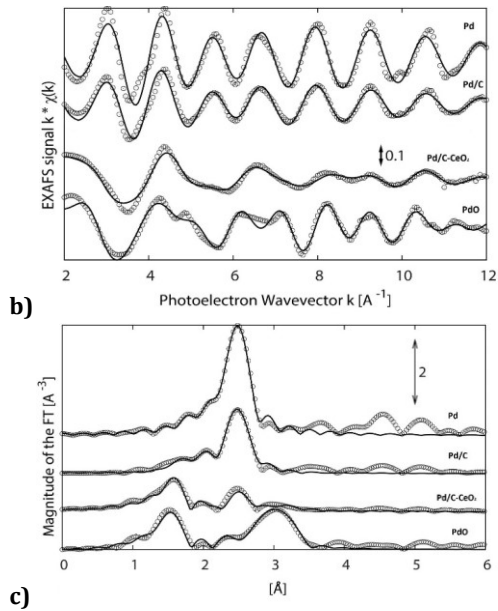 Pd
Pd/C
Pd/C-CeO₂
PdO
0.1
EXAFS signal k * χ(k)
2 4 6 8 10 12
Photoelectron Wavevector k [A⁻¹]
b)
2
Pd
Pd/C
Pd/C-CeO₂
PdO
Magnitude of the FT [A⁻³]
0 1 2 3 4 5 6
[Å]
c)